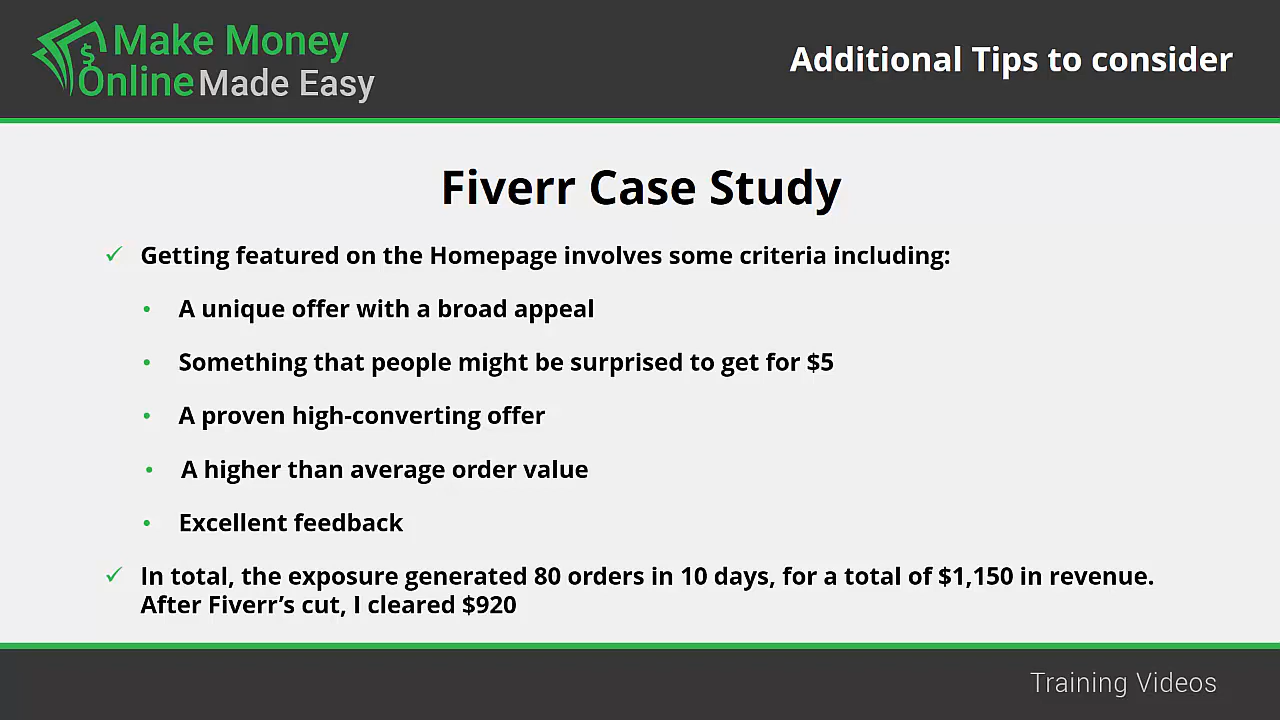 Make Money
Online Made Easy
Additional Tips to consider
Fiverr Case Study
✓ Getting featured on the Homepage involves some criteria including:
• A unique offer with a broad appeal
• Something that people might be surprised to get for $5
• A proven high-converting offer
• A higher than average order value
• Excellent feedback
✓ In total, the exposure generated 80 orders in 10 days, for a total of $1,150 in revenue.
After Fiverr’s cut, I cleared $920
Training Videos